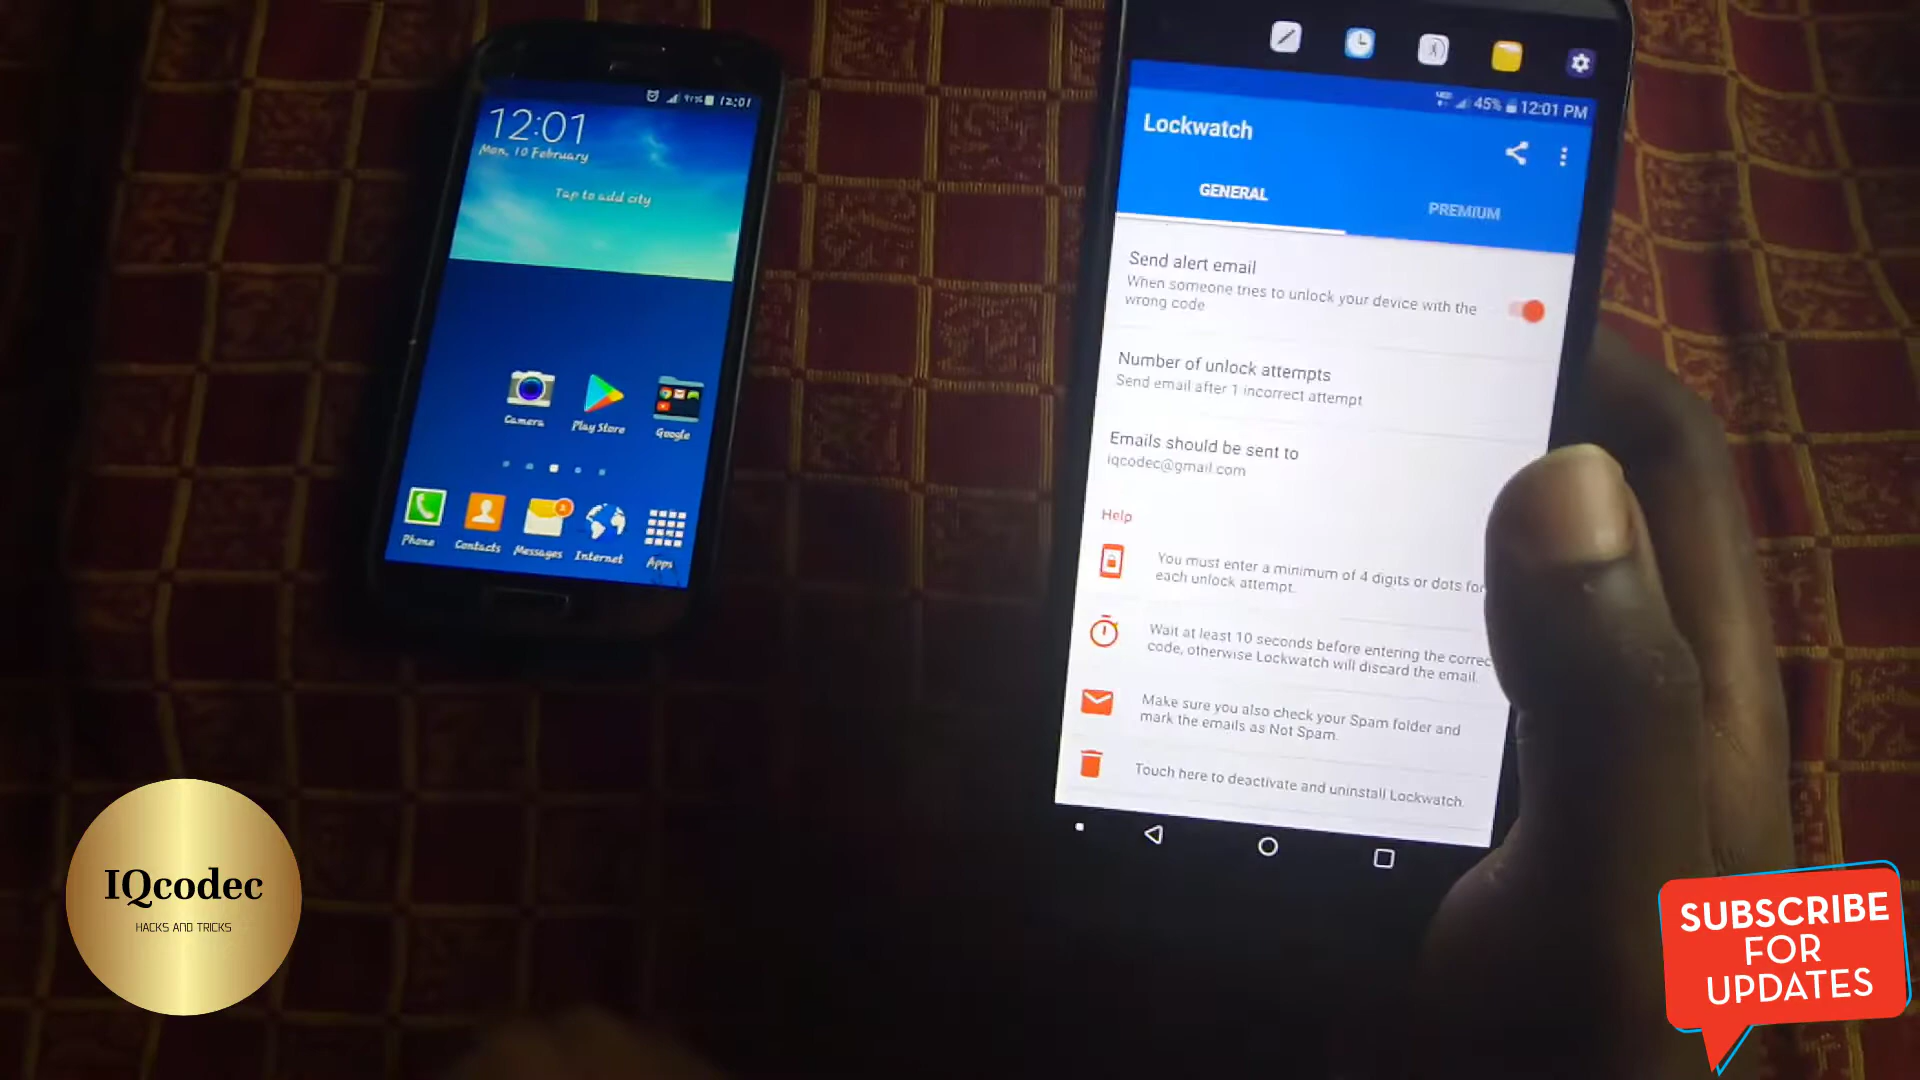 12:01
12:01
Mon, 10 February
Tap to add city
Camera
Play Store
Google
Phone
Contacts
Messages
Internet
Apps
45% 12:01 PM
Lockwatch
GENERAL
PREMIUM
Send alert email
When someone tries to unlock your device with the
wrong code
Number of unlock attempts
Send email after 1 incorrect attempt
Emails should be sent to
iqcodec@gmail.com
Help
You must enter a minimum of 4 digits or dots for
each unlock attempt.
Wait at least 10 seconds before entering the correc
code, otherwise Lockwatch will discard the email.
Make sure you also check your Spam folder and
mark the emails as Not Spam.
Touch here to deactivate and uninstall Lockwatch.
IQcodec
HACKS AND TRICKS
SUBSCRIBE
FOR
UPDATES